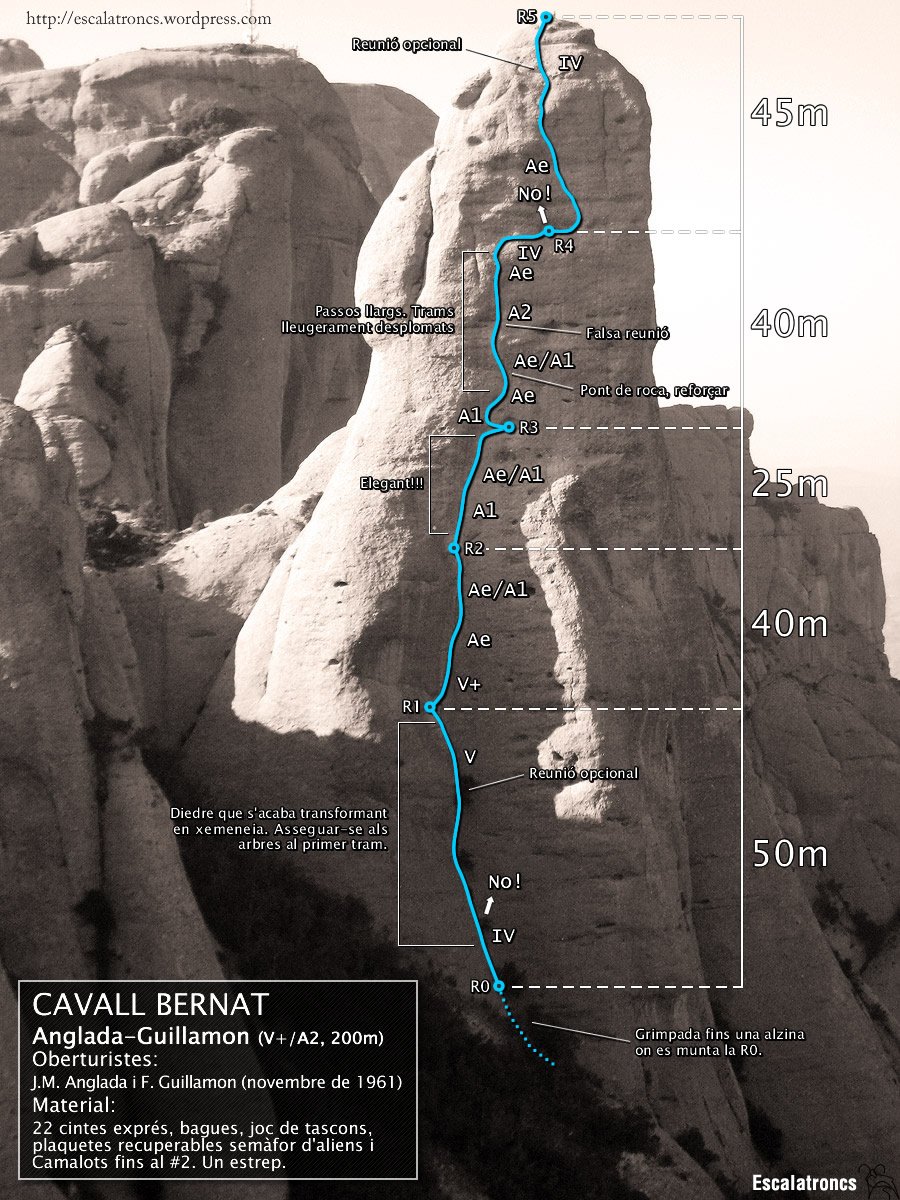 http://escalatroncs.wordpress.com
R5
Reunió opcional
IV
45m
Ae
No!
R4
IV
Ae
Passos llargs. Trams
lleugerament desplomats
A2
Falsa reunió
40m
Ae/A1
Pont de roca, reforçar
Ae
A1
R3
Elegant!!!
Ae/A1
25m
A1
R2
Ae/A1
40m
Ae
V+
R1
V
Reunió opcional
Diedre que s'acaba transformant
en xemeneia. Asseguar-se als
arbres al primer tram.
50m
No!
IV
R0
Grimpada fins una alzina
on es munta la R0.
CAVALL BERNAT
Anglada-Guillamon (V+/A2, 200m)
Oberturistes:
J.M. Anglada i F. Guillamon (novembre de 1961)
Material:
22 cintes exprés, bagues, joc de tascons,
plaquetes recuperables semàfor d'aliens i
Camalots fins al #2. Un estrep.
Escalatroncs